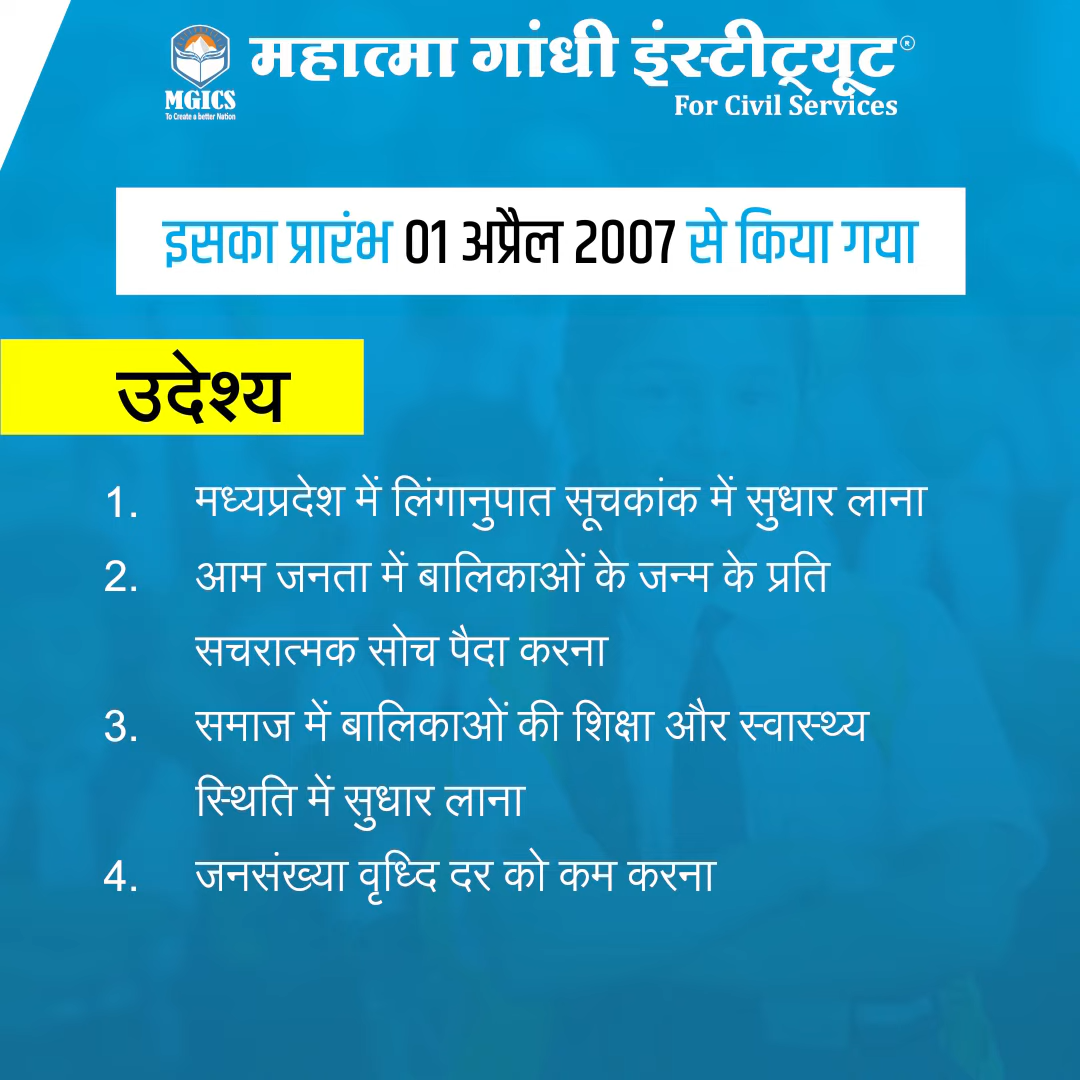 महात्मा गांधी इंस्टीट्रयूट®
MGICS
For Civil Services
To Create a better Nation
इसका प्रारंभ 01 अप्रैल 2007 से किया गया
उदेश्य
1. मध्यप्रदेश में लिंगानुपात सूचकांक में सुधार लाना
2. आम जनता में बालिकाओं के जन्म के प्रति
सचरात्मक सोच पैदा करना
3. समाज में बालिकाओं की शिक्षा और स्वास्थ्य
स्थिति में सुधार लाना
4. जनसंख्या वृध्दि दर को कम करना